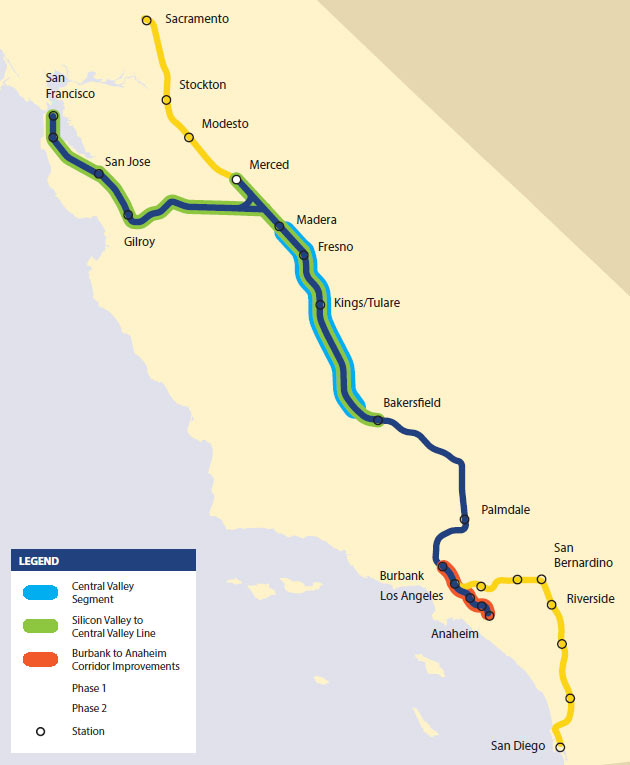 Sacramento
San
Francisco
Stockton
Modesto
San Jose
Merced
Gilroy
Madera
Fresno
Kings/Tulare
Bakersfield
Palmdale
San
Bernardino
Burbank
Los Angeles
Riverside
Anaheim
San Diego
LEGEND
Central Valley
Segment
Silicon Valley to
Central Valley Line
Burbank to Anaheim
Corridor Improvements
Phase 1
Phase 2
Station